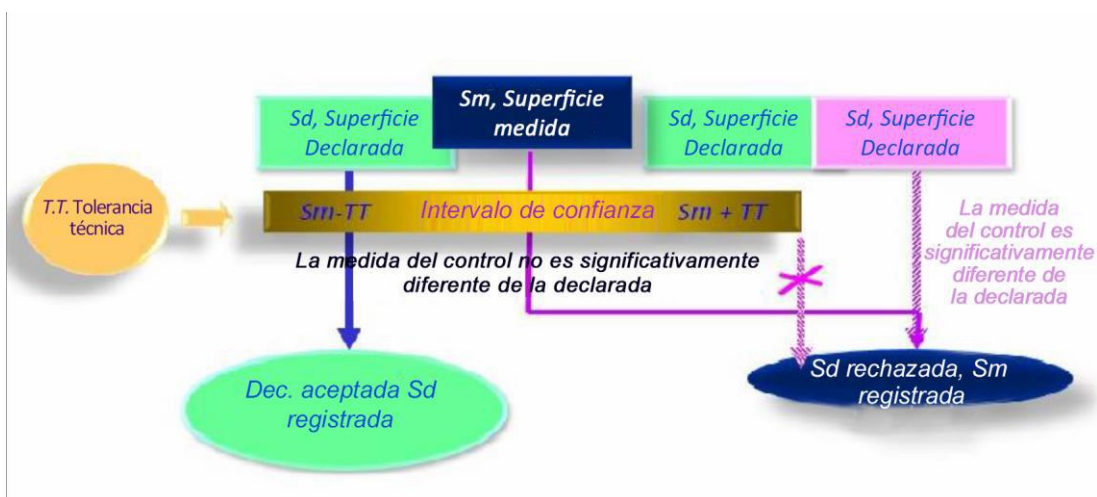 Sm, Superficie
medida
Sd, Superficie
Declarada
Sd, Superficie
Declarada
Sd, Superficie
Declarada
T.T. Tolerancia
técnica
Sm-TT
Intervalo de confianza
Sm + TT
La medida del control no es significativamente
diferente de la declarada
La medida
del control es
significativamente
diferente de
la declarada
Dec. aceptada Sd
registrada
Sd rechazada, Sm
registrada